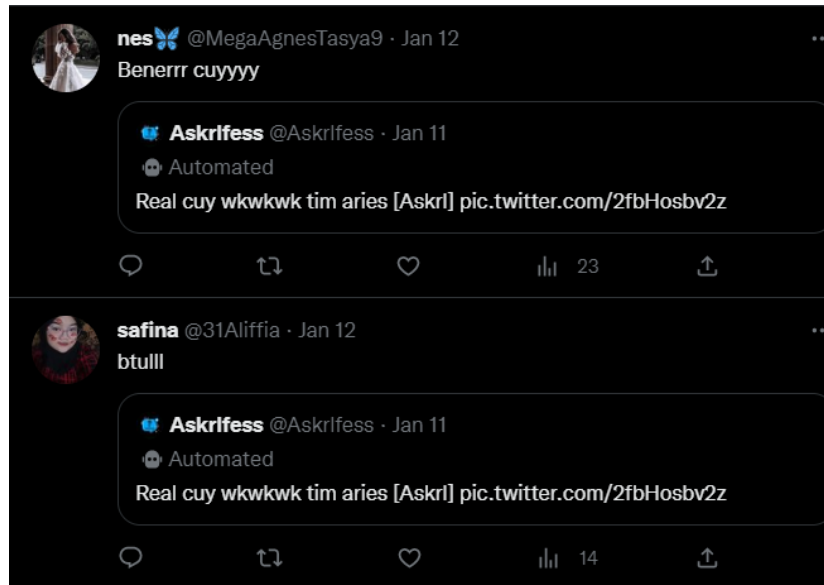 nes🦋 @MegaAgnesTasya9 · Jan 12
Benerrr cuyyyy
Askrlfess @Askrlfess · Jan 11
Automated
Real cuy wkwkwk tim aries [Askrl] pic.twitter.com/2fbHosbv2z
23
safina @31Aliffia · Jan 12
btulll
Askrlfess @Askrlfess · Jan 11
Automated
Real cuy wkwkwk tim aries [Askrl] pic.twitter.com/2fbHosbv2z
14